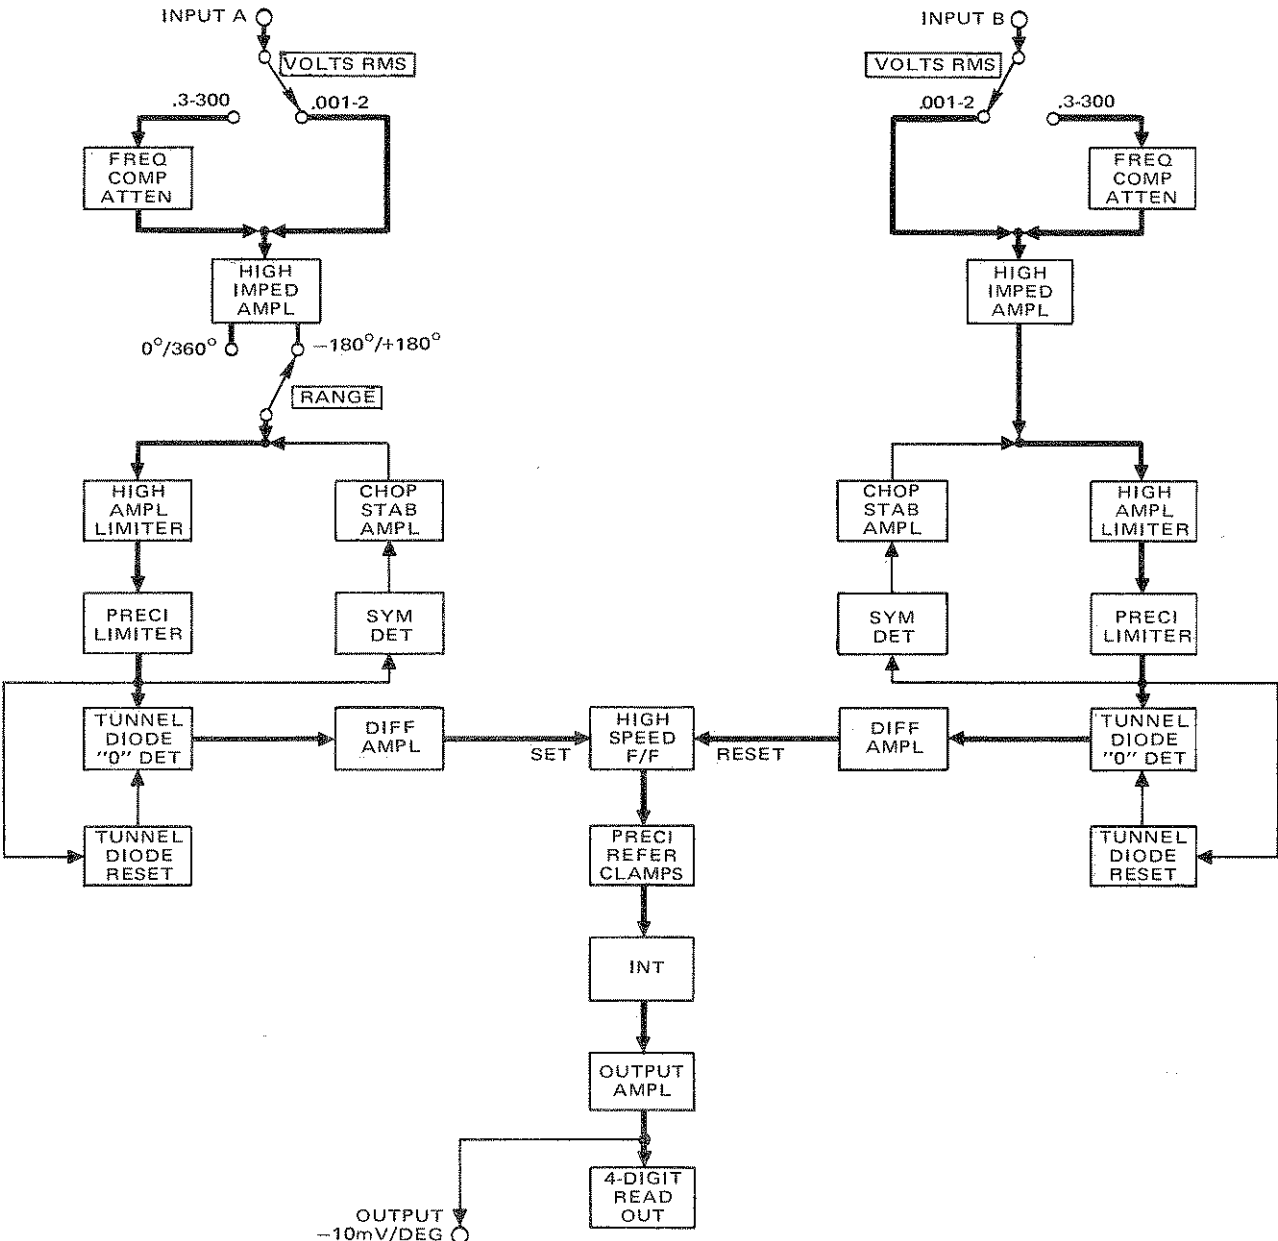 INPUT A
INPUT B
VOLTS RMS
VOLTS RMS
.3-300
.001-2
.001-2
.3-300
FREQ
COMP
ATTEN
FREQ
COMP
ATTEN
HIGH
IMPED
AMPL
HIGH
IMPED
AMPL
0°/360°
−180°/+180°
RANGE
HIGH
AMPL
LIMITER
CHOP
STAB
AMPL
CHOP
STAB
AMPL
HIGH
AMPL
LIMITER
PRECI
LIMITER
SYM
DET
SYM
DET
PRECI
LIMITER
TUNNEL
DIODE
"0" DET
DIFF
AMPL
SET
HIGH
SPEED
F/F
RESET
DIFF
AMPL
TUNNEL
DIODE
"0" DET
TUNNEL
DIODE
RESET
PRECI
REFER
CLAMPS
TUNNEL
DIODE
RESET
INT
OUTPUT
AMPL
4-DIGIT
READ
OUT
OUTPUT
−10mV/DEG